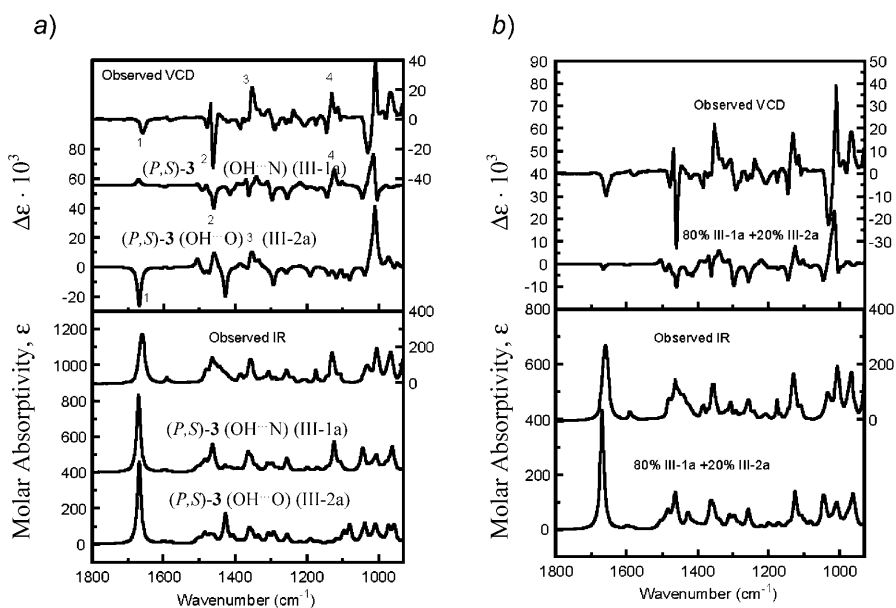 a)
Observed VCD
3
4
1
2
4
(P,S)-3 (OH···N) (III-1a)
2
(P,S)-3 (OH···O) (III-2a)
3
1
Δε · 10³
80
60
40
20
0
-20
40
20
0
-20
-40
Observed IR
(P,S)-3 (OH···N) (III-1a)
(P,S)-3 (OH···O) (III-2a)
Molar Absorptivity, ε
1200
1000
800
600
400
200
0
400
200
0
1800 1600 1400 1200 1000
Wavenumber (cm⁻¹)
b)
Observed VCD
80% III-1a +20% III-2a
Δε · 10³
90
80
70
60
50
40
30
20
10
0
-10
50
40
30
20
10
0
-10
-20
-30
Observed IR
80% III-1a +20% III-2a
Molar Absorptivity, ε
800
600
400
200
0
400
200
0
1800 1600 1400 1200 1000
Wavenumber (cm⁻¹)